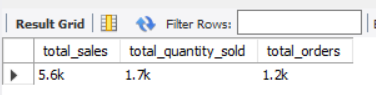 Result Grid Filter Rows:
total_sales total_quantity_sold total_orders
5.6k 1.7k 1.2k